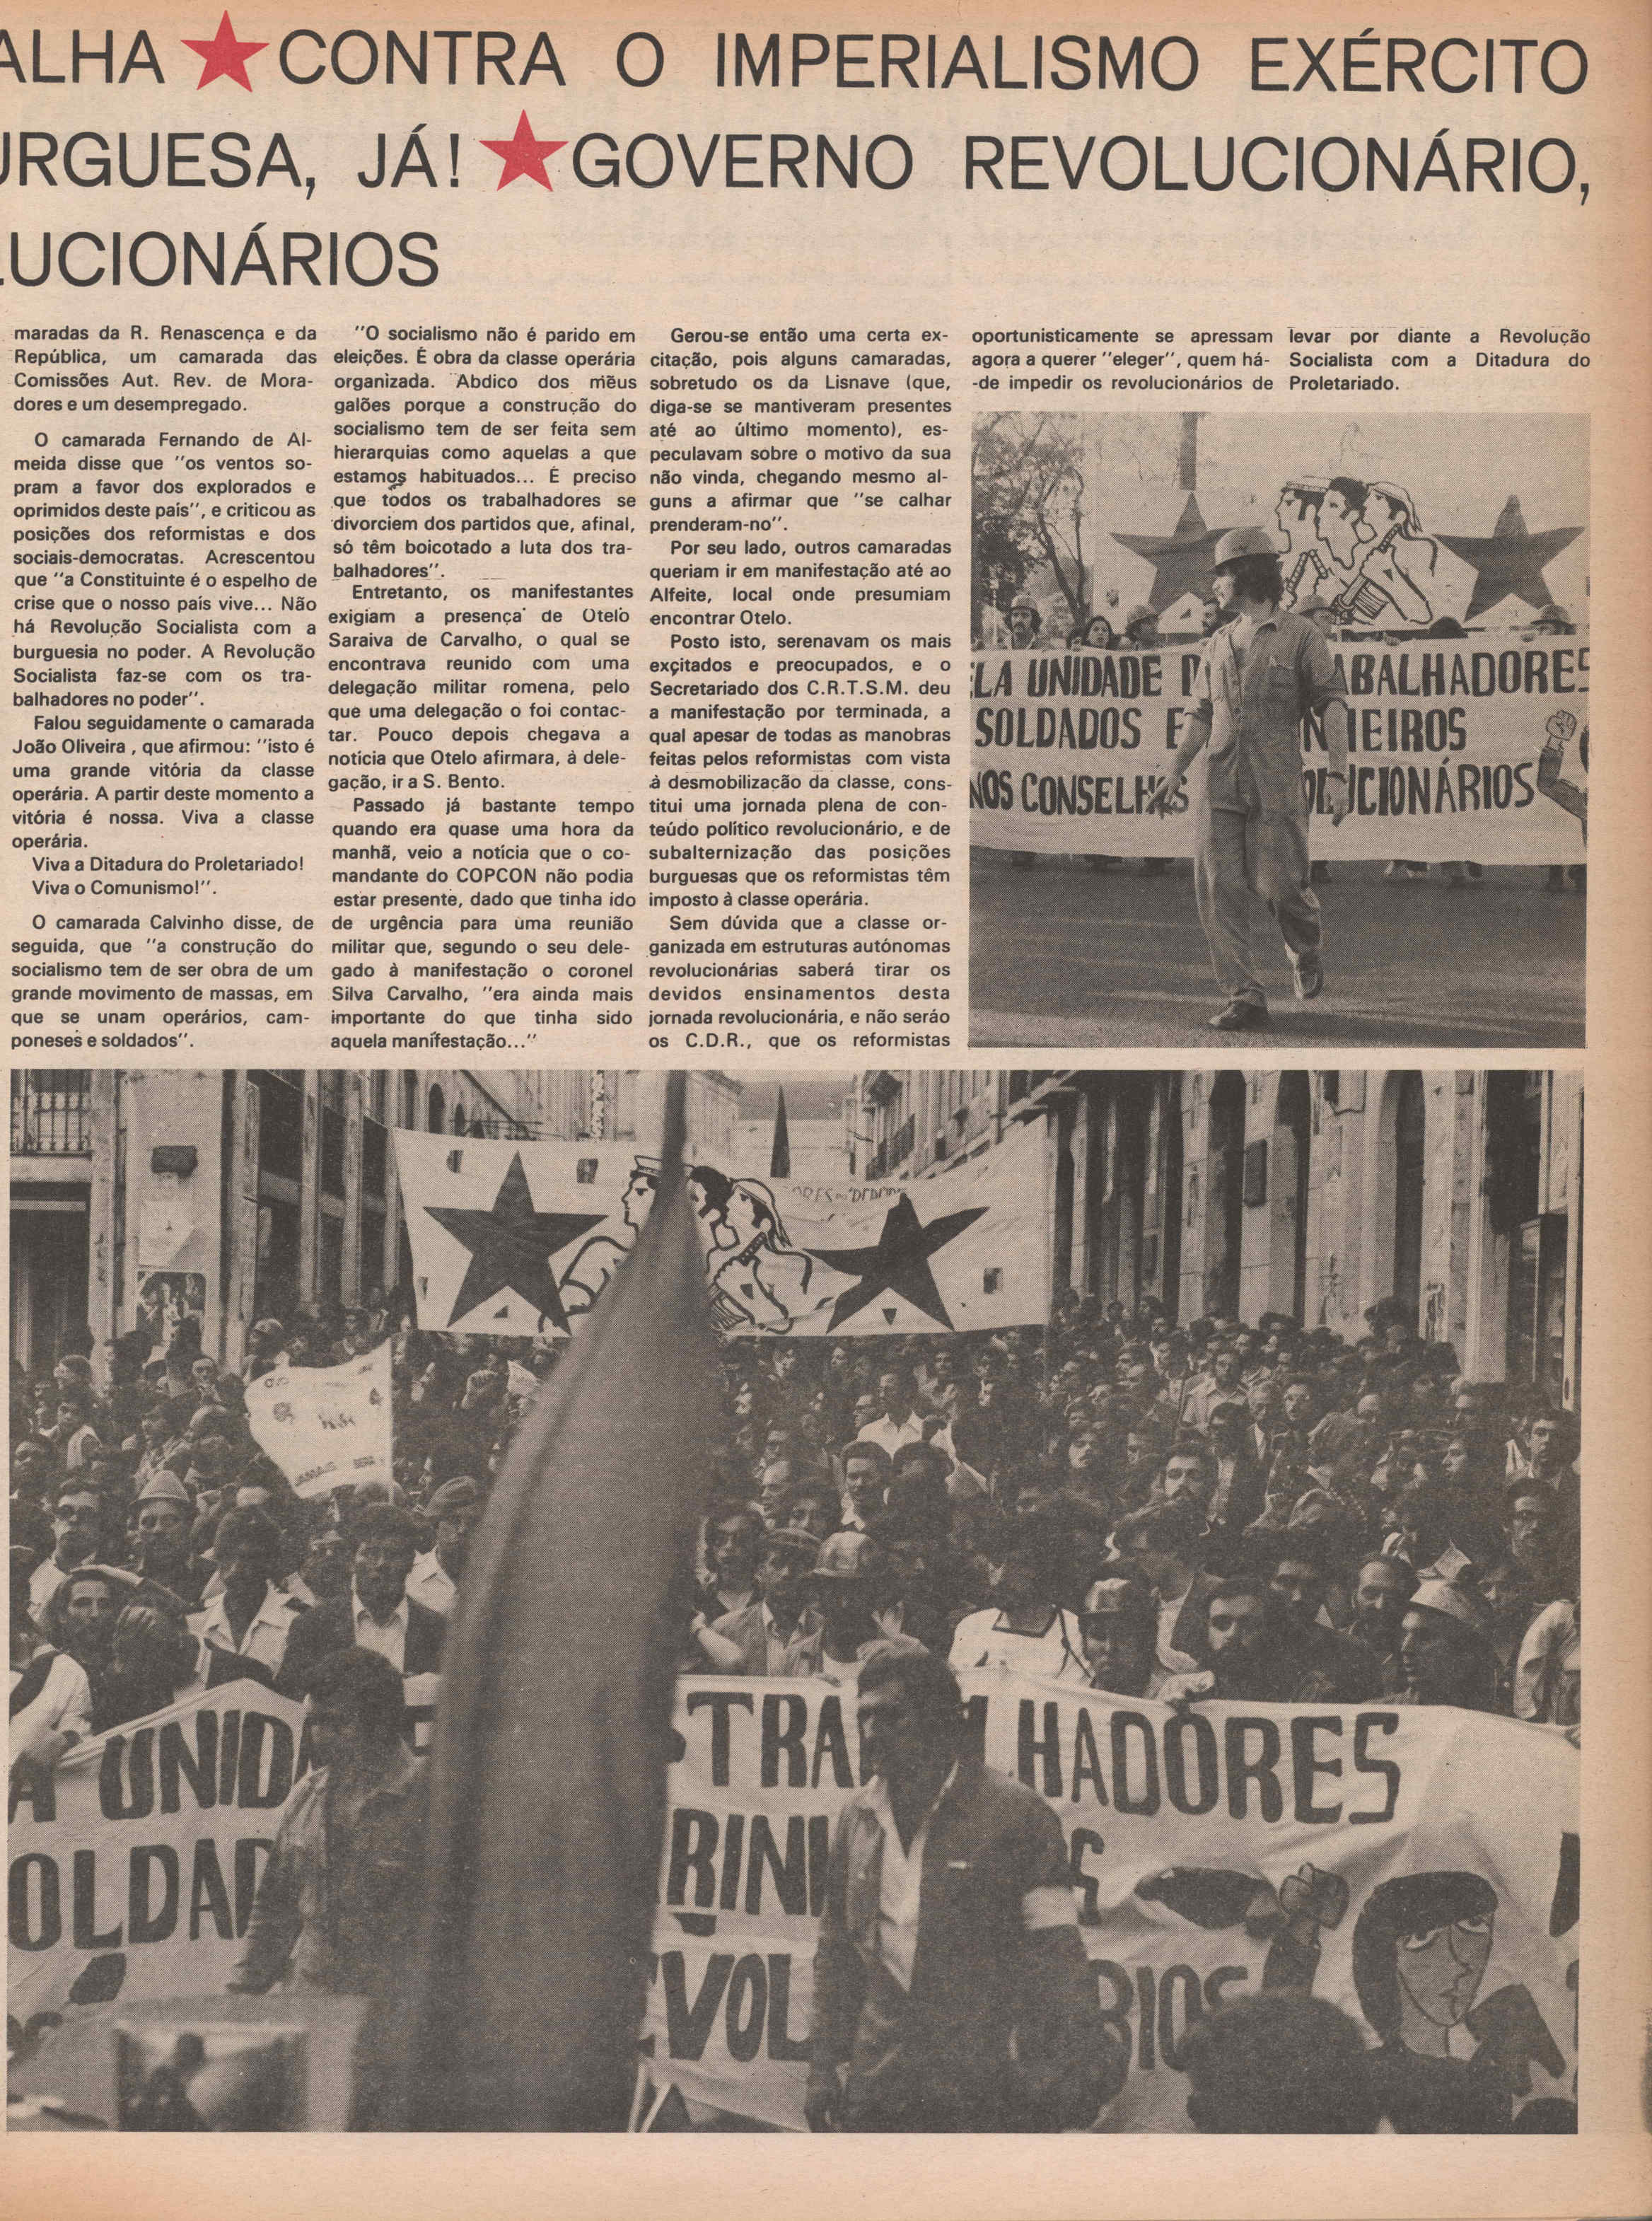 ALHA ★ CONTRA O IMPERIALISMO EXÉRCITO
URGUESA, JÁ! ★ GOVERNO REVOLUCIONÁRIO,
LUCIONÁRIOS
maradas da R. Renascença e da
República, um camarada das
Comissões Aut. Rev. de Mora-
dores e um desempregado.
O camarada Fernando de Al-
meida disse que "os ventos so-
pram a favor dos explorados e
oprimidos deste país", e criticou as
posições dos reformistas e dos
sociais-democratas. Acrescentou
que "a Constituinte é o espelho de
crise que o nosso país vive... Não
há Revolução Socialista com a
burguesia no poder. A Revolução
Socialista faz-se com os tra-
balhadores no poder".
Falou seguidamente o camarada
João Oliveira , que afirmou: "isto é
uma grande vitória da classe
operária. A partir deste momento a
vitória é nossa. Viva a classe
operária.
Viva a Ditadura do Proletariado!
Viva o Comunismo!".
O camarada Calvinho disse, de
seguida, que "a construção do
socialismo tem de ser obra de um
grande movimento de massas, em
que se unam operários, cam-
poneses e soldados".
"O socialismo não é parido em
eleições. É obra da classe operária
organizada. Abdico dos meus
galões porque a construção do
socialismo tem de ser feita sem
hierarquias como aquelas a que
estamos habituados... É preciso
que todos os trabalhadores se
divorciem dos partidos que, afinal,
só têm boicotado a luta dos tra-
balhadores".
Entretanto, os manifestantes
exigiam a presença de Otelo
Saraiva de Carvalho, o qual se
encontrava reunido com uma
delegação militar romena, pelo
que uma delegação o foi contac-
tar. Pouco depois chegava a
notícia que Otelo afirmara, à dele-
gação, ir a S. Bento.
Passado já bastante tempo
quando era quase uma hora da
manhã, veio a notícia que o co-
mandante do COPCON não podia
estar presente, dado que tinha ido
de urgência para uma reunião
militar que, segundo o seu dele-
gado à manifestação o coronel
Silva Carvalho, "era ainda mais
importante do que tinha sido
aquela manifestação..."
Gerou-se então uma certa ex-
citação, pois alguns camaradas,
sobretudo os da Lisnave (que,
diga-se se mantiveram presentes
até ao último momento), es-
peculavam sobre o motivo da sua
não vinda, chegando mesmo al-
guns a afirmar que "se calhar
prenderam-no".
Por seu lado, outros camaradas
queriam ir em manifestação até ao
Alfeite, local onde presumiam
encontrar Otelo.
Posto isto, serenavam os mais
exçitados e preocupados, e o
Secretariado dos C.R.T.S.M. deu
a manifestação por terminada, a
qual apesar de todas as manobras
feitas pelos reformistas com vista
à desmobilização da classe, cons-
titui uma jornada plena de con-
teúdo político revolucionário, e de
subalternização das posições
burguesas que os reformistas têm
imposto à classe operária.
Sem dúvida que a classe or-
ganizada em estruturas autónomas
revolucionárias saberá tirar os
devidos ensinamentos desta
jornada revolucionária, e não seráo
os C.D.R., que os reformistas
oportunisticamente se apressam
agora a querer "eleger", quem há-
-de impedir os revolucionários de
levar por diante a Revolução
Socialista com a Ditadura do
Proletariado.
ELA UNIDADE D ABALHADORES
SOLDADOS E N HEIROS
NOS CONSELHOS OLUCIONÁRIOS
A UNIDA TRA LHADORES
OLDAD RINH S
EVOL RIOS